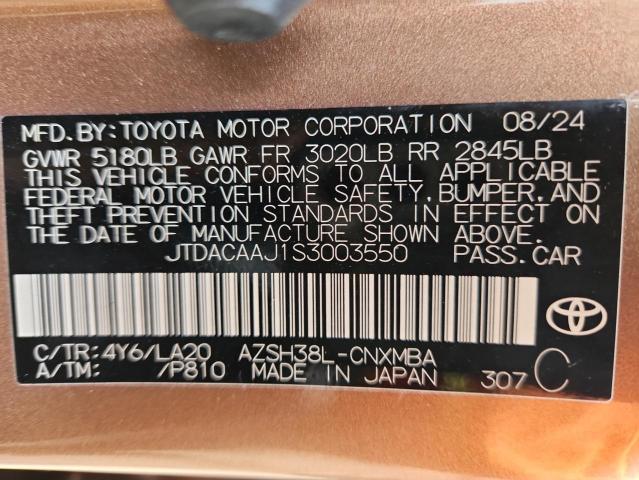 MFD. BY: TOYOTA MOTOR CORPORATION 08/24
GVWR 5180LB GAWR FR 3020LB RR 2845LB
THIS VEHICLE CONFORMS TO ALL APPLICABLE
FEDERAL MOTOR VEHICLE SAFETY, BUMPER, AND
THEFT PREVENTION STANDARDS IN EFFECT ON
THE DATE OF MANUFACTURE SHOWN ABOVE.
JTDACAAJ1S3003550 PASS. CAR
C/TR: 4Y6/LA20 AZSH38L-CNXMBA
A/TM: /P810 MADE IN JAPAN 307 C